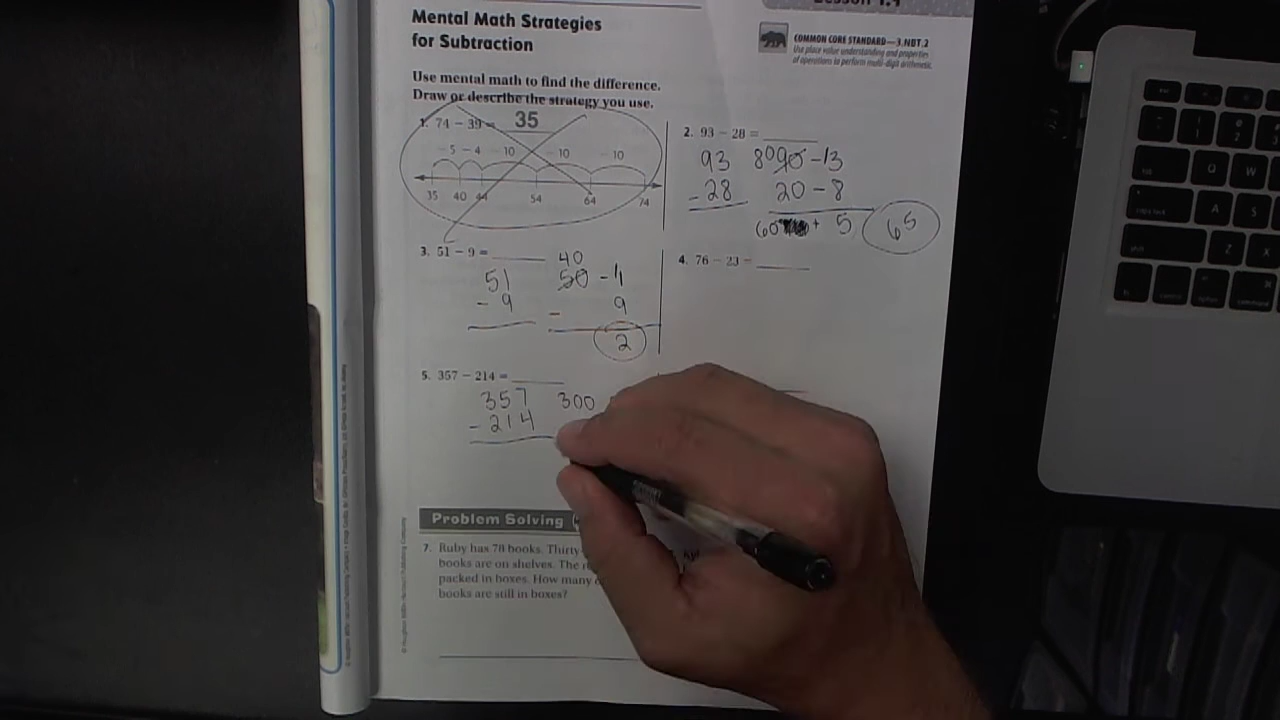 Lesson 1.4
Mental Math Strategies
for Subtraction
COMMON CORE STANDARD—3.NBT.2
Use place value understanding and properties
of operations to perform multi-digit arithmetic.
Use mental math to find the difference.
Draw or describe the strategy you use.
1. 74 − 39 = 35
− 5 − 4 − 10 − 10 − 10
35 40 44 54 64 74
2. 93 − 28 =
93 80 90 − 13
− 28 20 − 8
60 + 5 65
3. 51 − 9 =
40
51 50 − 11
− 9 − 9
2
4. 76 − 23 =
5. 357 − 214 =
357 300
− 214
Problem Solving
7. Ruby has 78 books. Thirty
books are on shelves. The
packed in boxes. How many
books are still in boxes?